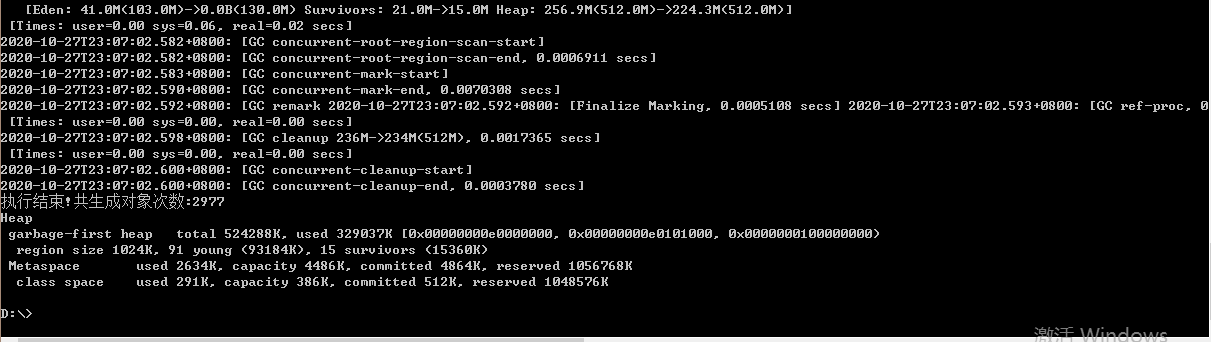 [Eden: 41.0M(103.0M)->0.0B(130.0M) Survivors: 21.0M->15.0M Heap: 256.9M(512.0M)->224.3M(512.0M)]
[Times: user=0.00 sys=0.06, real=0.02 secs]
2020-10-27T23:07:02.582+0800: [GC concurrent-root-region-scan-start]
2020-10-27T23:07:02.582+0800: [GC concurrent-root-region-scan-end, 0.0006911 secs]
2020-10-27T23:07:02.583+0800: [GC concurrent-mark-start]
2020-10-27T23:07:02.590+0800: [GC concurrent-mark-end, 0.0070308 secs]
2020-10-27T23:07:02.592+0800: [GC remark 2020-10-27T23:07:02.592+0800: [Finalize Marking, 0.0005108 secs] 2020-10-27T23:07:02.593+0800: [GC ref-proc, 0
[Times: user=0.00 sys=0.00, real=0.00 secs]
2020-10-27T23:07:02.598+0800: [GC cleanup 236M->234M(512M), 0.0017365 secs]
[Times: user=0.00 sys=0.00, real=0.00 secs]
2020-10-27T23:07:02.600+0800: [GC concurrent-cleanup-start]
2020-10-27T23:07:02.600+0800: [GC concurrent-cleanup-end, 0.0003780 secs]
执行结束!共生成对象次数:2977
Heap
garbage-first heap   total 524288K, used 329037K [0x00000000e0000000, 0x00000000e0101000, 0x0000000100000000)
region size 1024K, 91 young (93184K), 15 survivors (15360K)
Metaspace       used 2634K, capacity 4486K, committed 4864K, reserved 1056768K
class space    used 291K, capacity 386K, committed 512K, reserved 1048576K
D:\>
激活 Windows